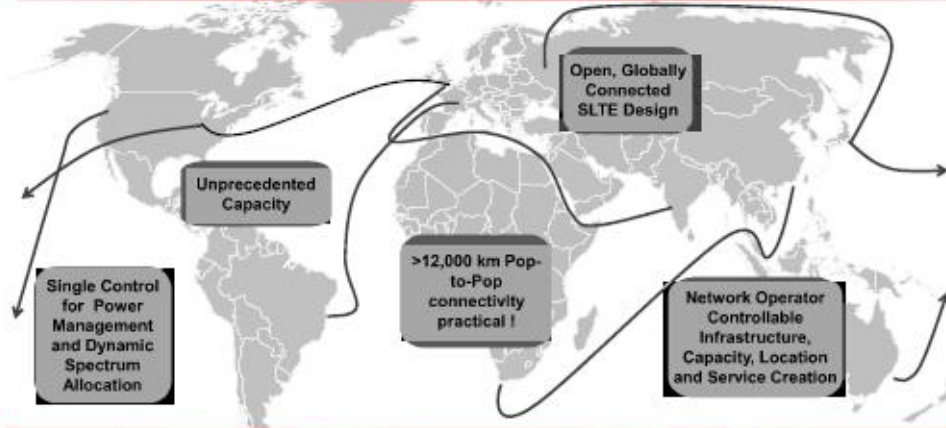 Open, Globally
Connected
SLTE Design
Unprecedented
Capacity
>12,000 km Pop-
to-Pop
connectivity
practical !
Single Control
for Power
Management
and Dynamic
Spectrum
Allocation
Network Operator
Controllable
Infrastructure,
Capacity, Location
and Service Creation